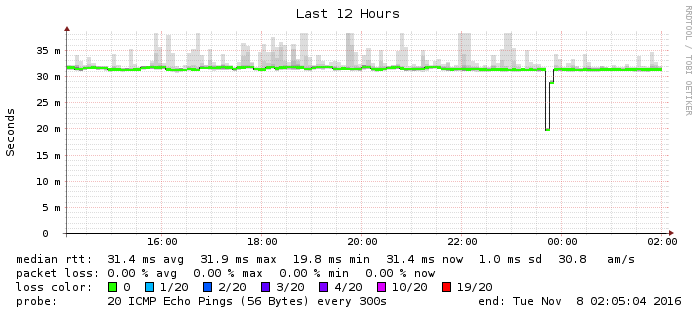 Last 12 Hours
RRDTOOL / TOBI OETIKER
Seconds
35 m
30 m
25 m
20 m
15 m
10 m
5 m
0
16:00 18:00 20:00 22:00 00:00 02:00
median rtt: 31.4 ms avg 31.9 ms max 19.8 ms min 31.4 ms now 1.0 ms sd 30.8 am/s
packet loss: 0.00 % avg 0.00 % max 0.00 % min 0.00 % now
loss color: 0 1/20 2/20 3/20 4/20 10/20 19/20
probe: 20 ICMP Echo Pings (56 Bytes) every 300s end: Tue Nov 8 02:05:04 2016